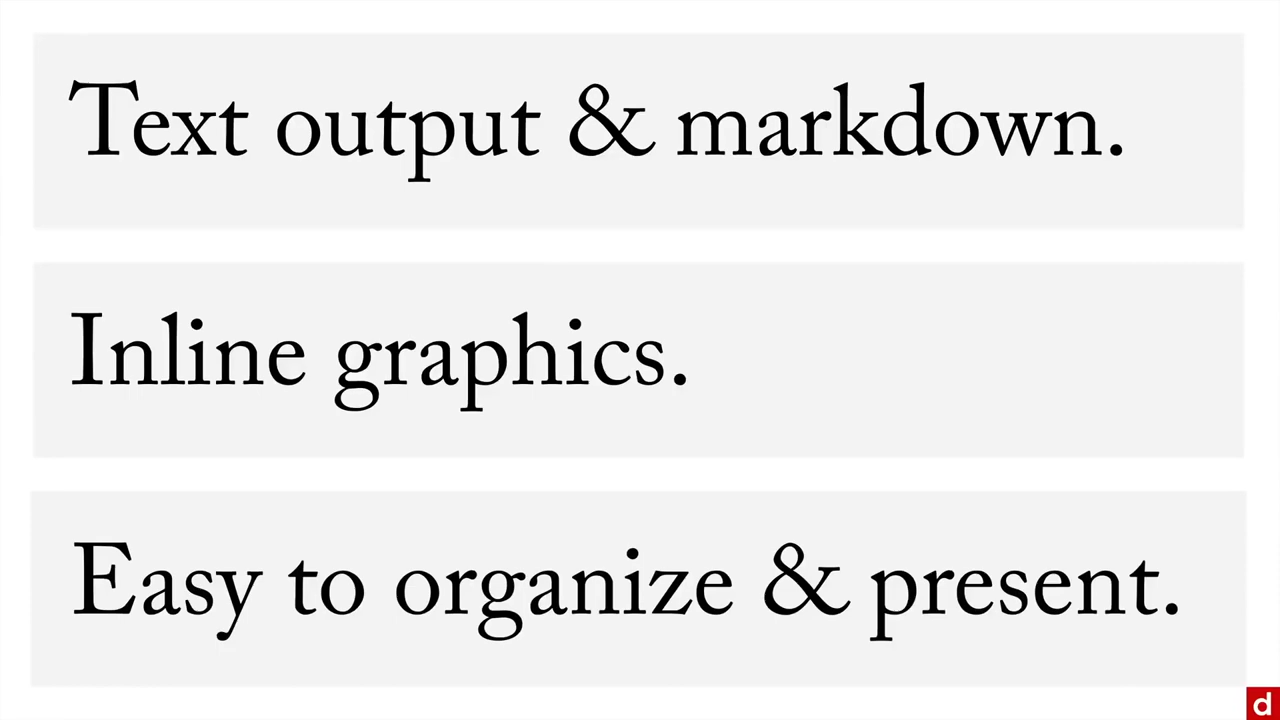 Text output & markdown.
Inline graphics.
Easy to organize & present.
d